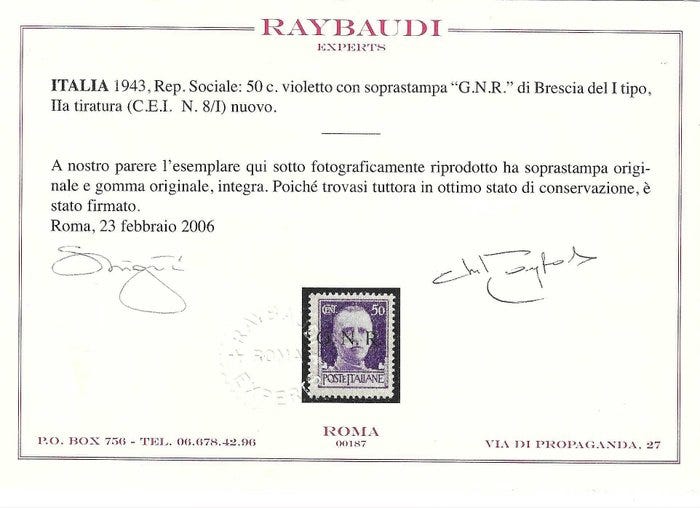 RAYBAUDI
EXPERTS
ITALIA 1943, Rep. Sociale: 50 c. violetto con soprastampa “G.N.R.” di Brescia del I tipo,
IIa tiratura (C.E.I. N. 8/I) nuovo.
A nostro parere l’esemplare qui sotto fotograficamente riprodotto ha soprastampa origi-
nale e gomma originale, integra. Poiché trovasi tuttora in ottimo stato di conservazione, è
stato firmato.
Roma, 23 febbraio 2006
CENT 50
G. N. R.
POSTE ITALIANE
RAYBAUDI
ROMA
EXPERTS
ROMA
00187
P.O. BOX 756 - TEL. 06.678.42.96
VIA DI PROPAGANDA, 27